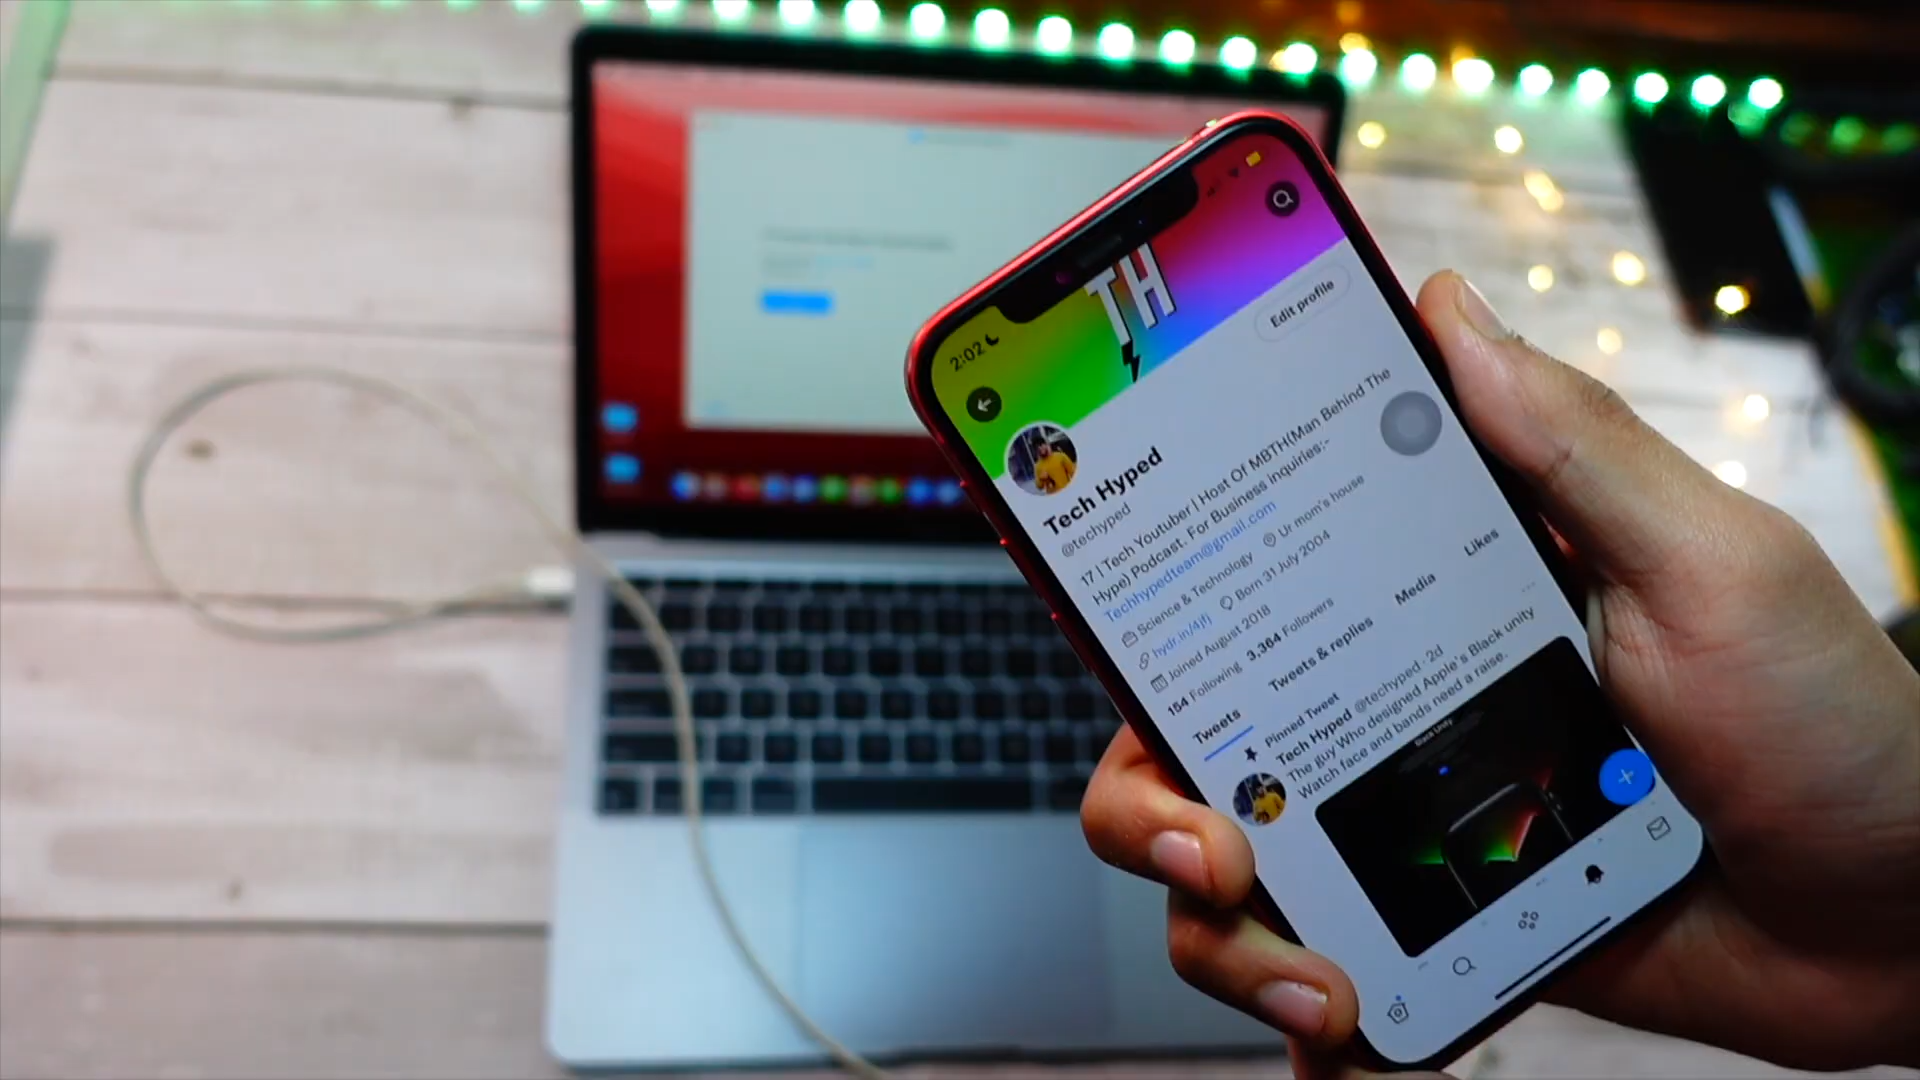 2:02
TH
Edit profile
Tech Hyped
@techyped
17 | Tech Youtuber | Host Of MBTH(Man Behind The
Hype) Podcast. For Business Inquiries:-
Techhypedteam@gmail.com
Science & Technology Ur mom's house
hydr.in/4jfj Born 31 July 2004
Joined August 2018
154 Following 3,364 Followers
Tweets Tweets & replies Media Likes
Pinned Tweet
Tech Hyped @techyped · 2d
The guy Who designed Apple's Black unity
Watch face and bands need a raise.